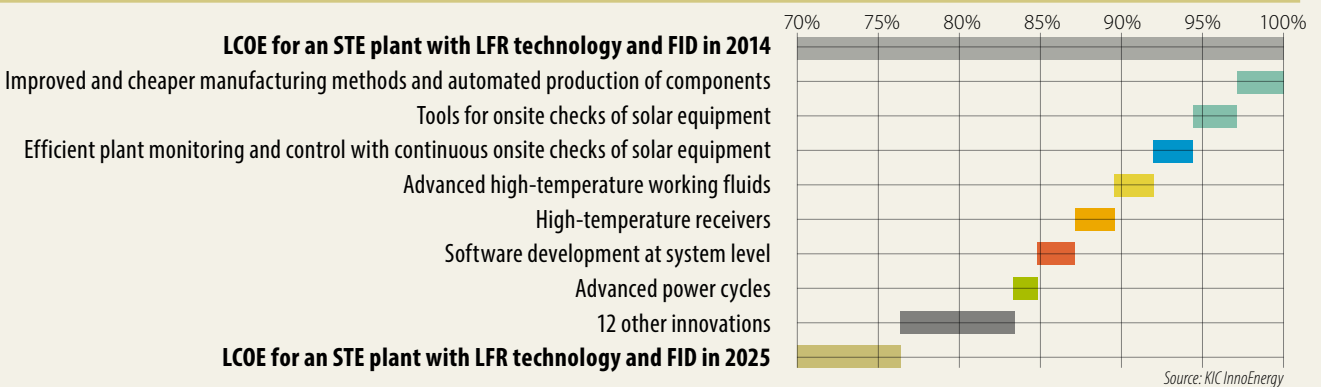 70% 75% 80% 85% 90% 95% 100%
LCOE for an STE plant with LFR technology and FID in 2014
Improved and cheaper manufacturing methods and automated production of components
Tools for onsite checks of solar equipment
Efficient plant monitoring and control with continuous onsite checks of solar equipment
Advanced high-temperature working fluids
High-temperature receivers
Software development at system level
Advanced power cycles
12 other innovations
LCOE for an STE plant with LFR technology and FID in 2025
Source: KIC InnoEnergy